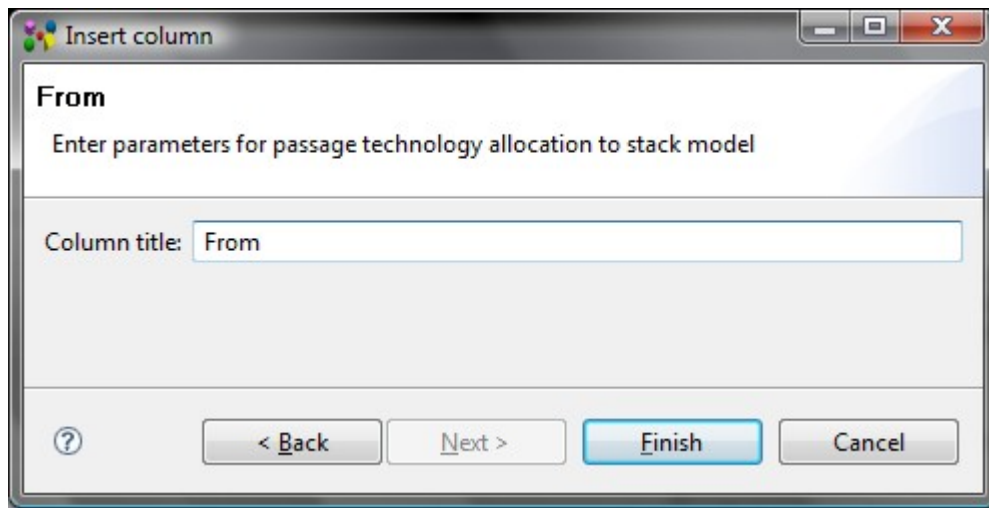 Insert column
From
Enter parameters for passage technology allocation to stack model
Column title: From
< Back Next > Finish Cancel